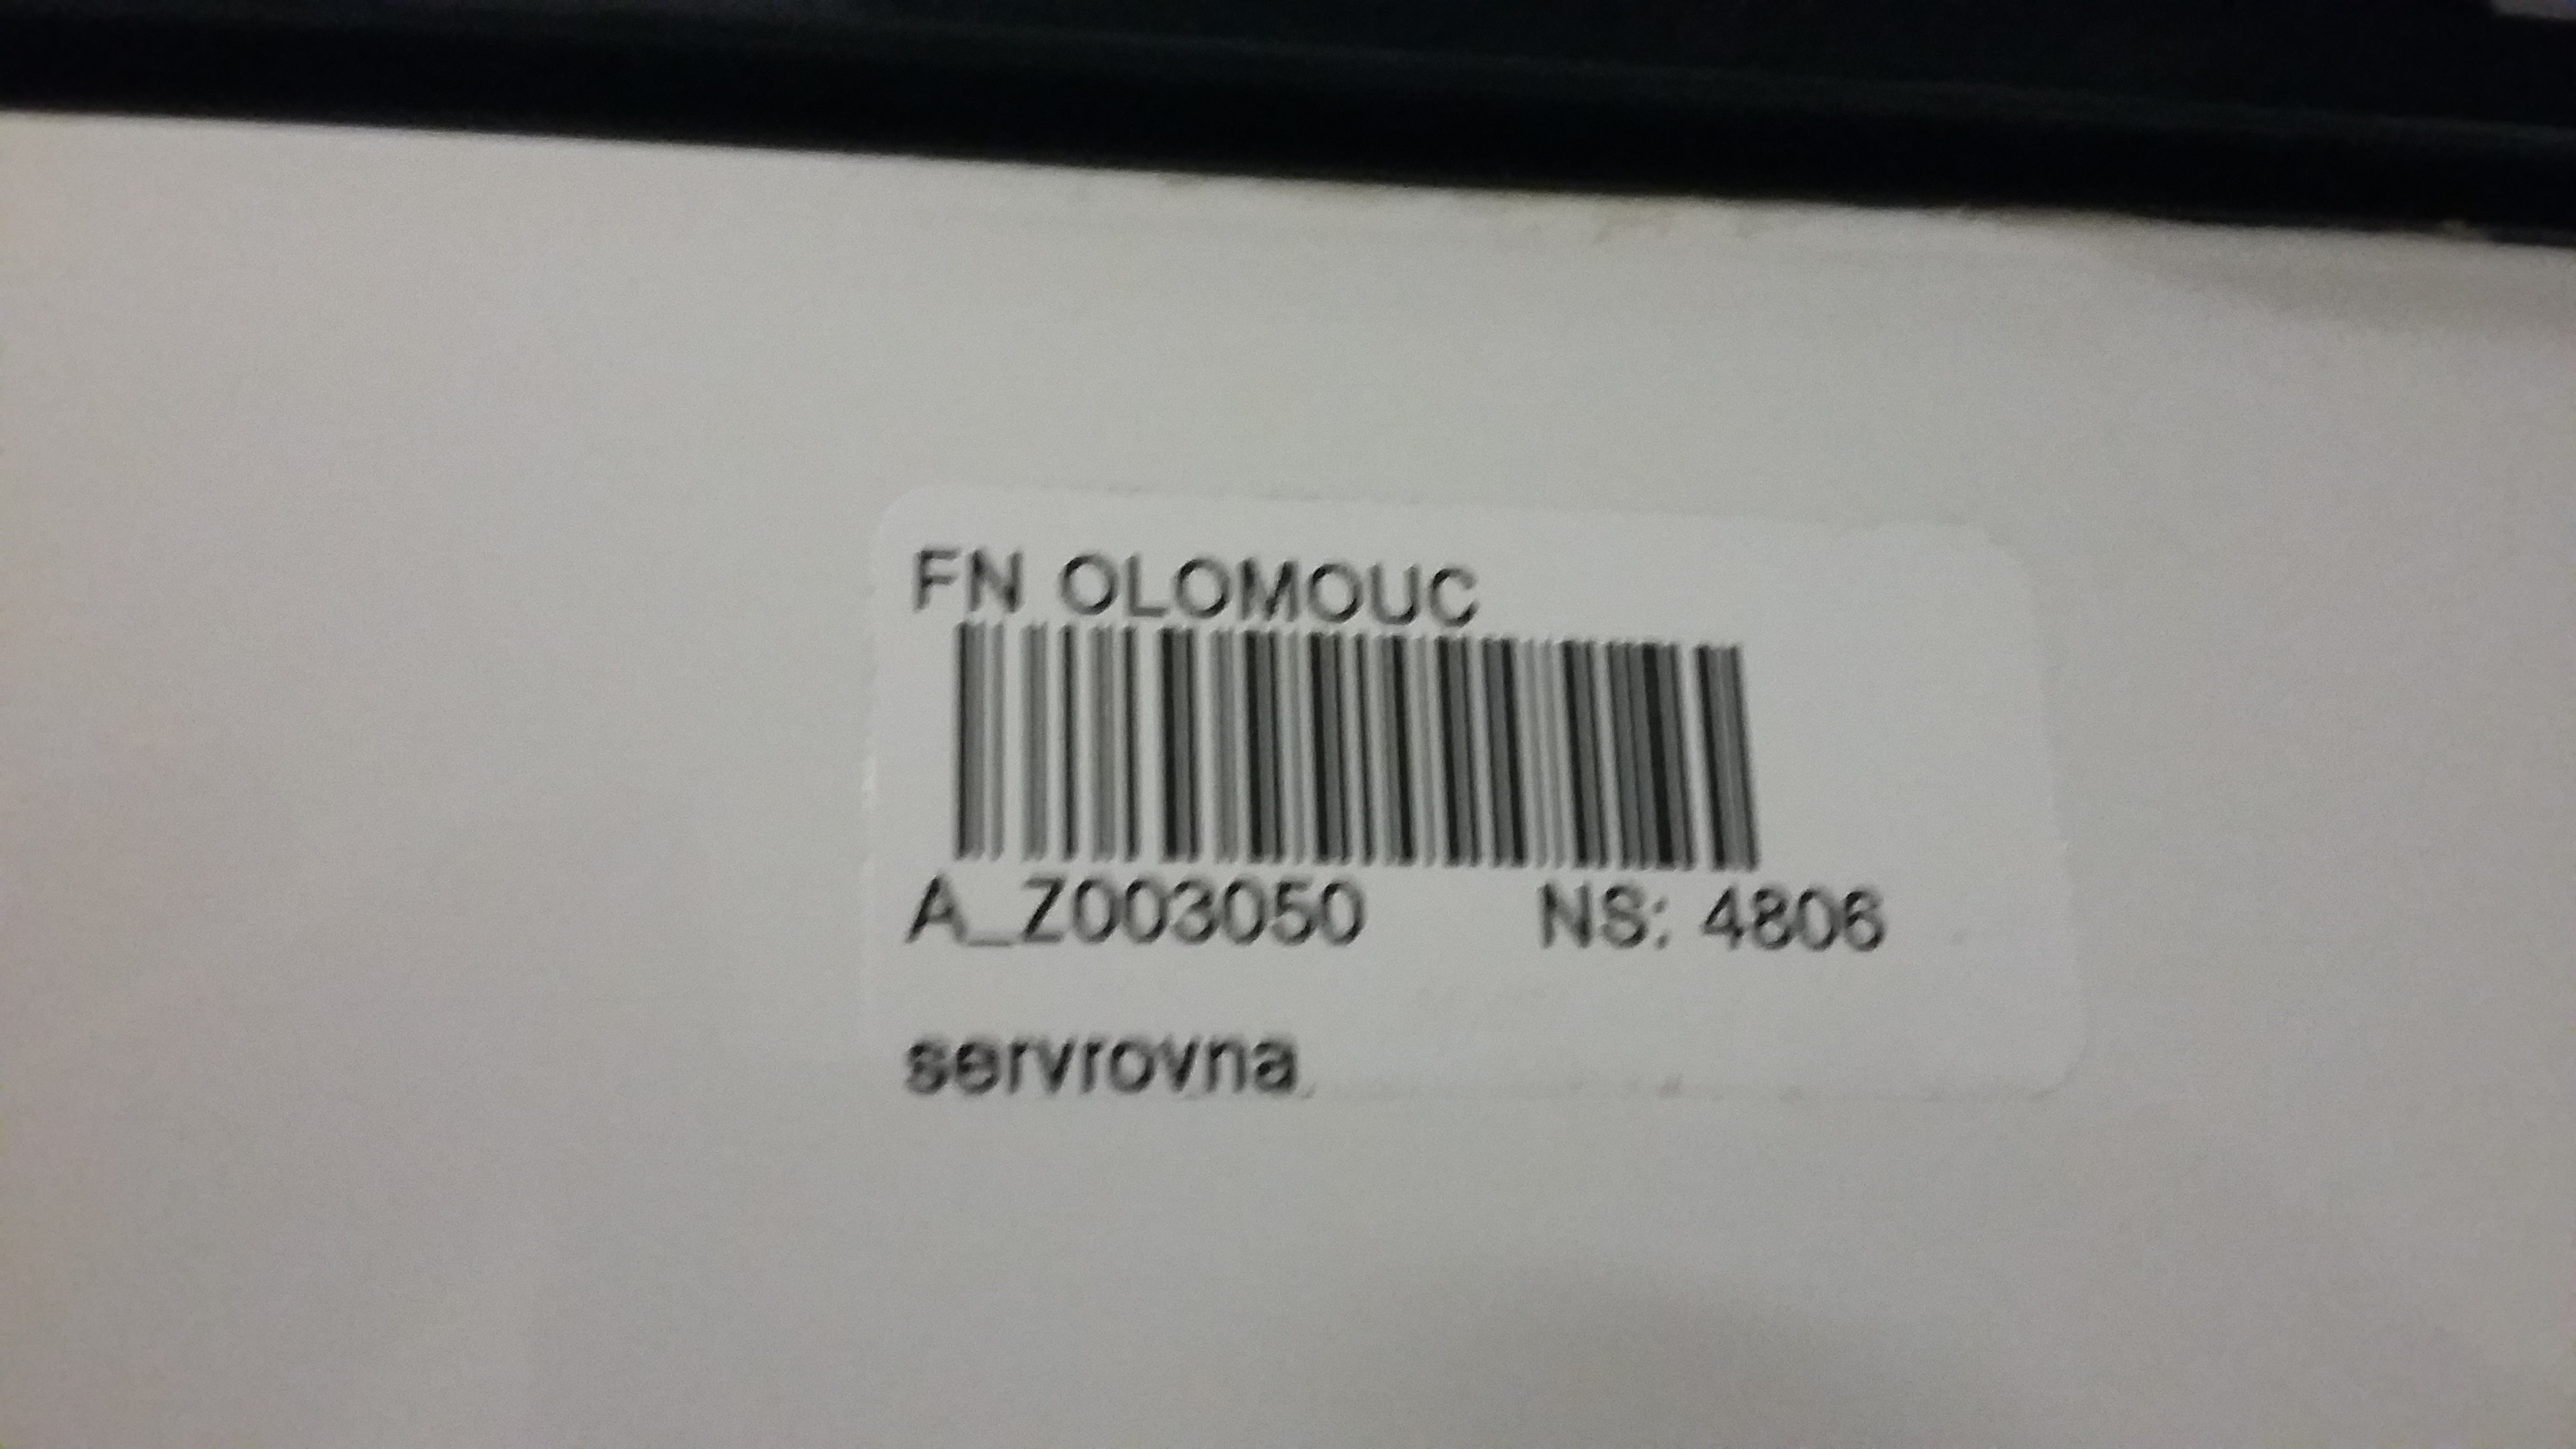 FN OLOMOUC
A_Z003050 NS: 4806
servrovna